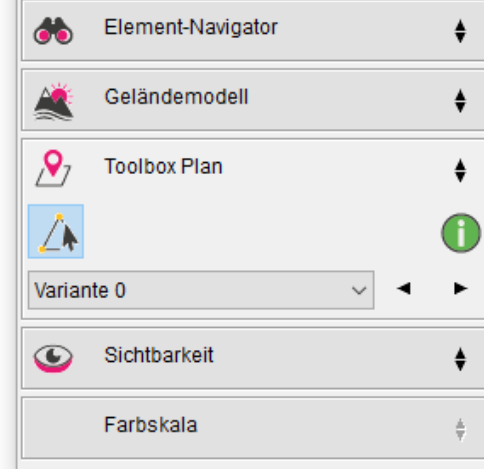 Element-Navigator
Geländemodell
Toolbox Plan
Variante 0
Sichtbarkeit
Farbskala